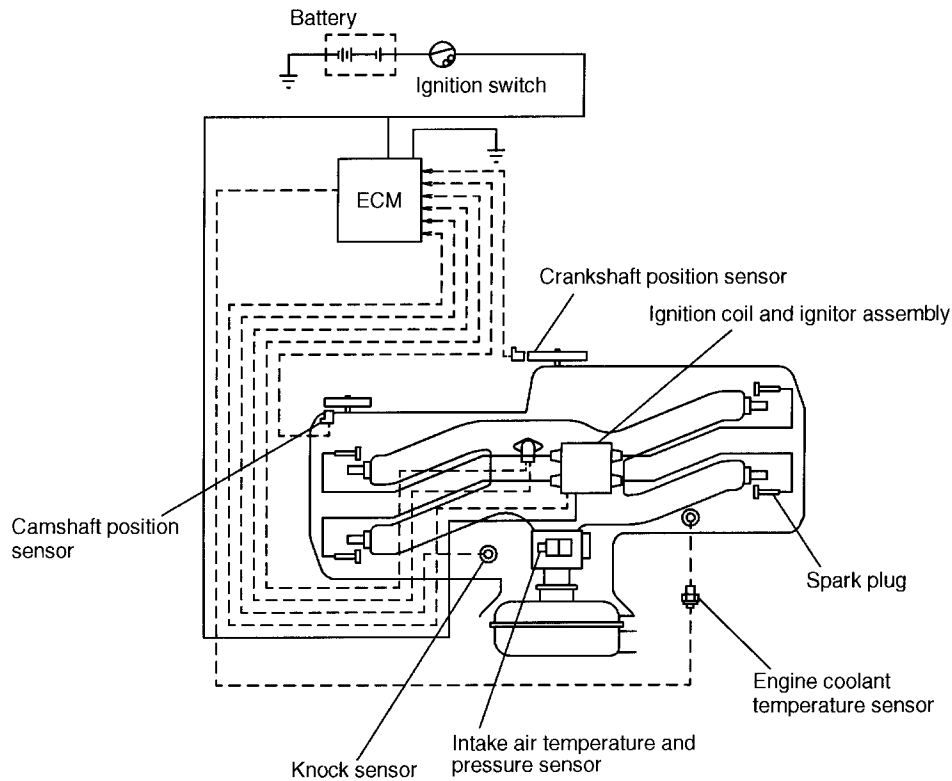 Battery
Ignition switch
ECM
Crankshaft position sensor
Ignition coil and ignitor assembly
Camshaft position
sensor
Spark plug
Engine coolant
temperature sensor
Intake air temperature and
pressure sensor
Knock sensor